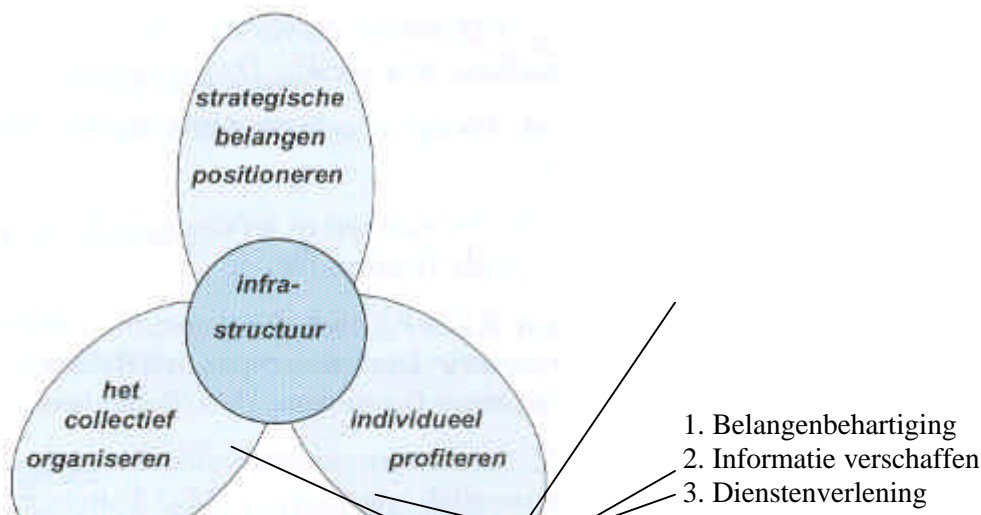 strategische
belangen
positioneren
infra-
structuur
het
collectief
organiseren
individueel
profiteren
1. Belangenbehartiging
2. Informatie verschaffen
3. Dienstenverlening